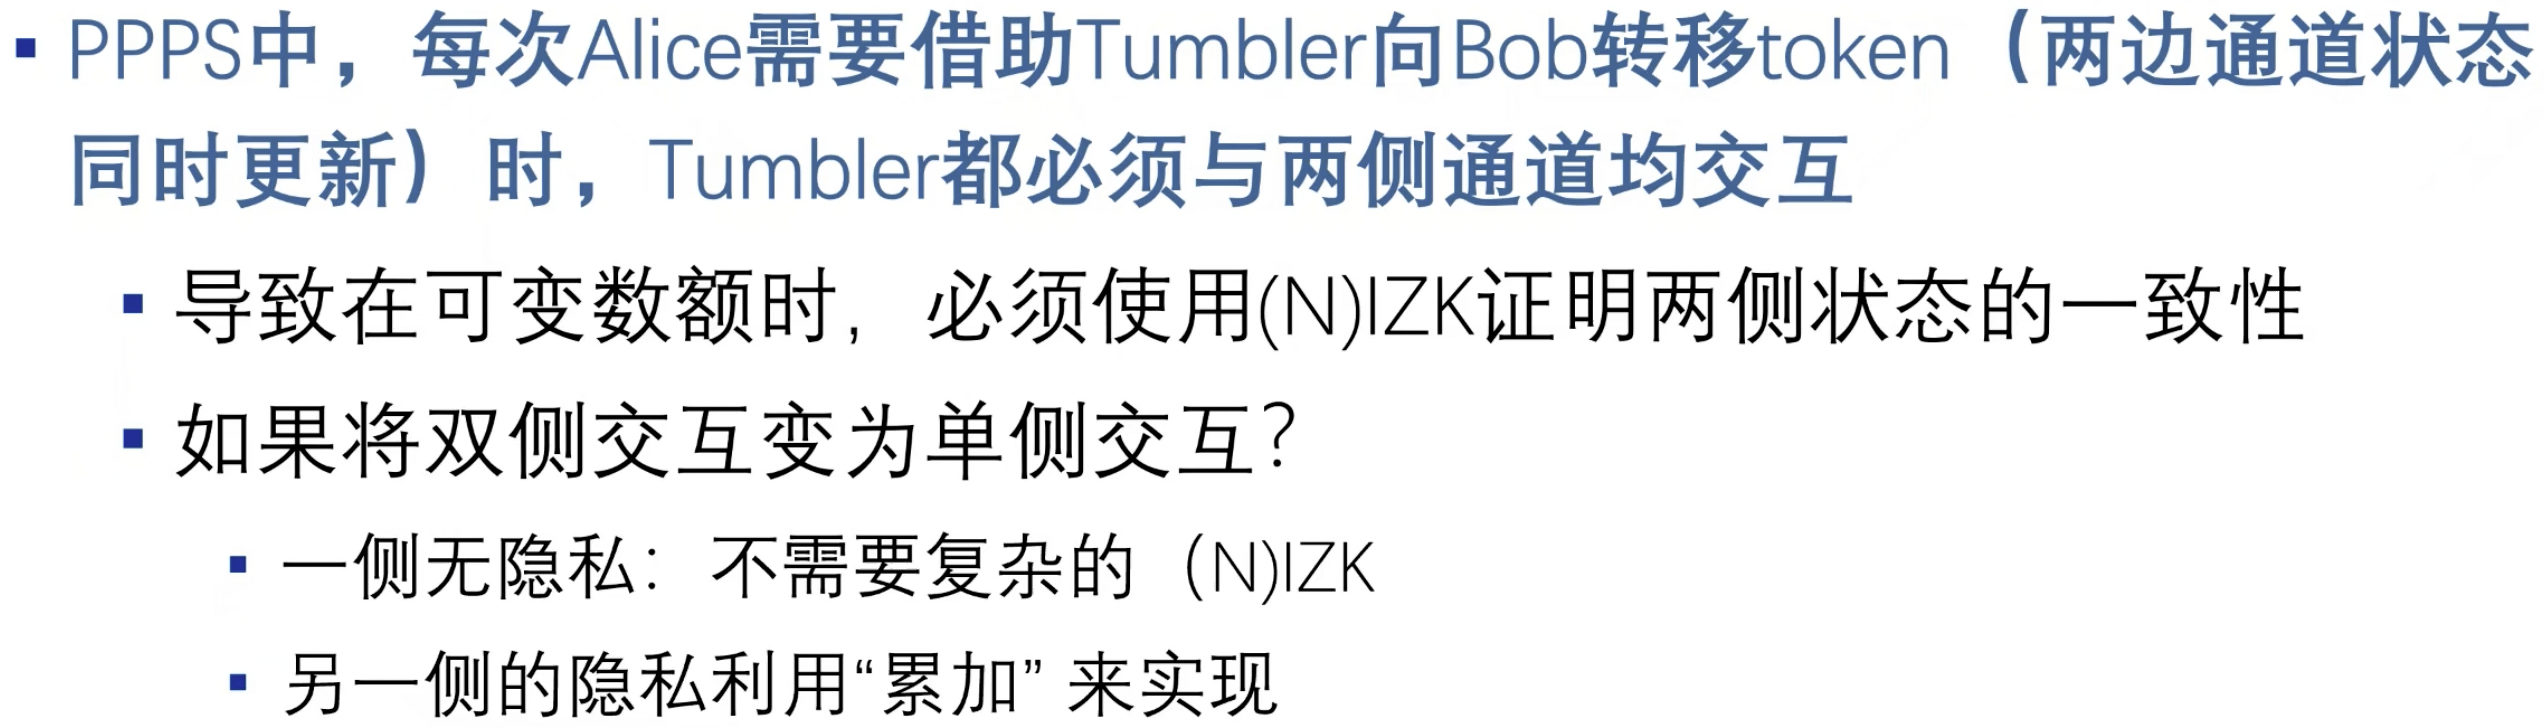 PPPS中，每次Alice需要借助Tumbler向Bob转移token（两边通道状态
同时更新）时，Tumbler都必须与两侧通道均交互
导致在可变数额时，必须使用(N)IZK证明两侧状态的一致性
如果将双侧交互变为单侧交互?
一侧无隐私：不需要复杂的（N)IZK
另一侧的隐私利用“累加” 来实现